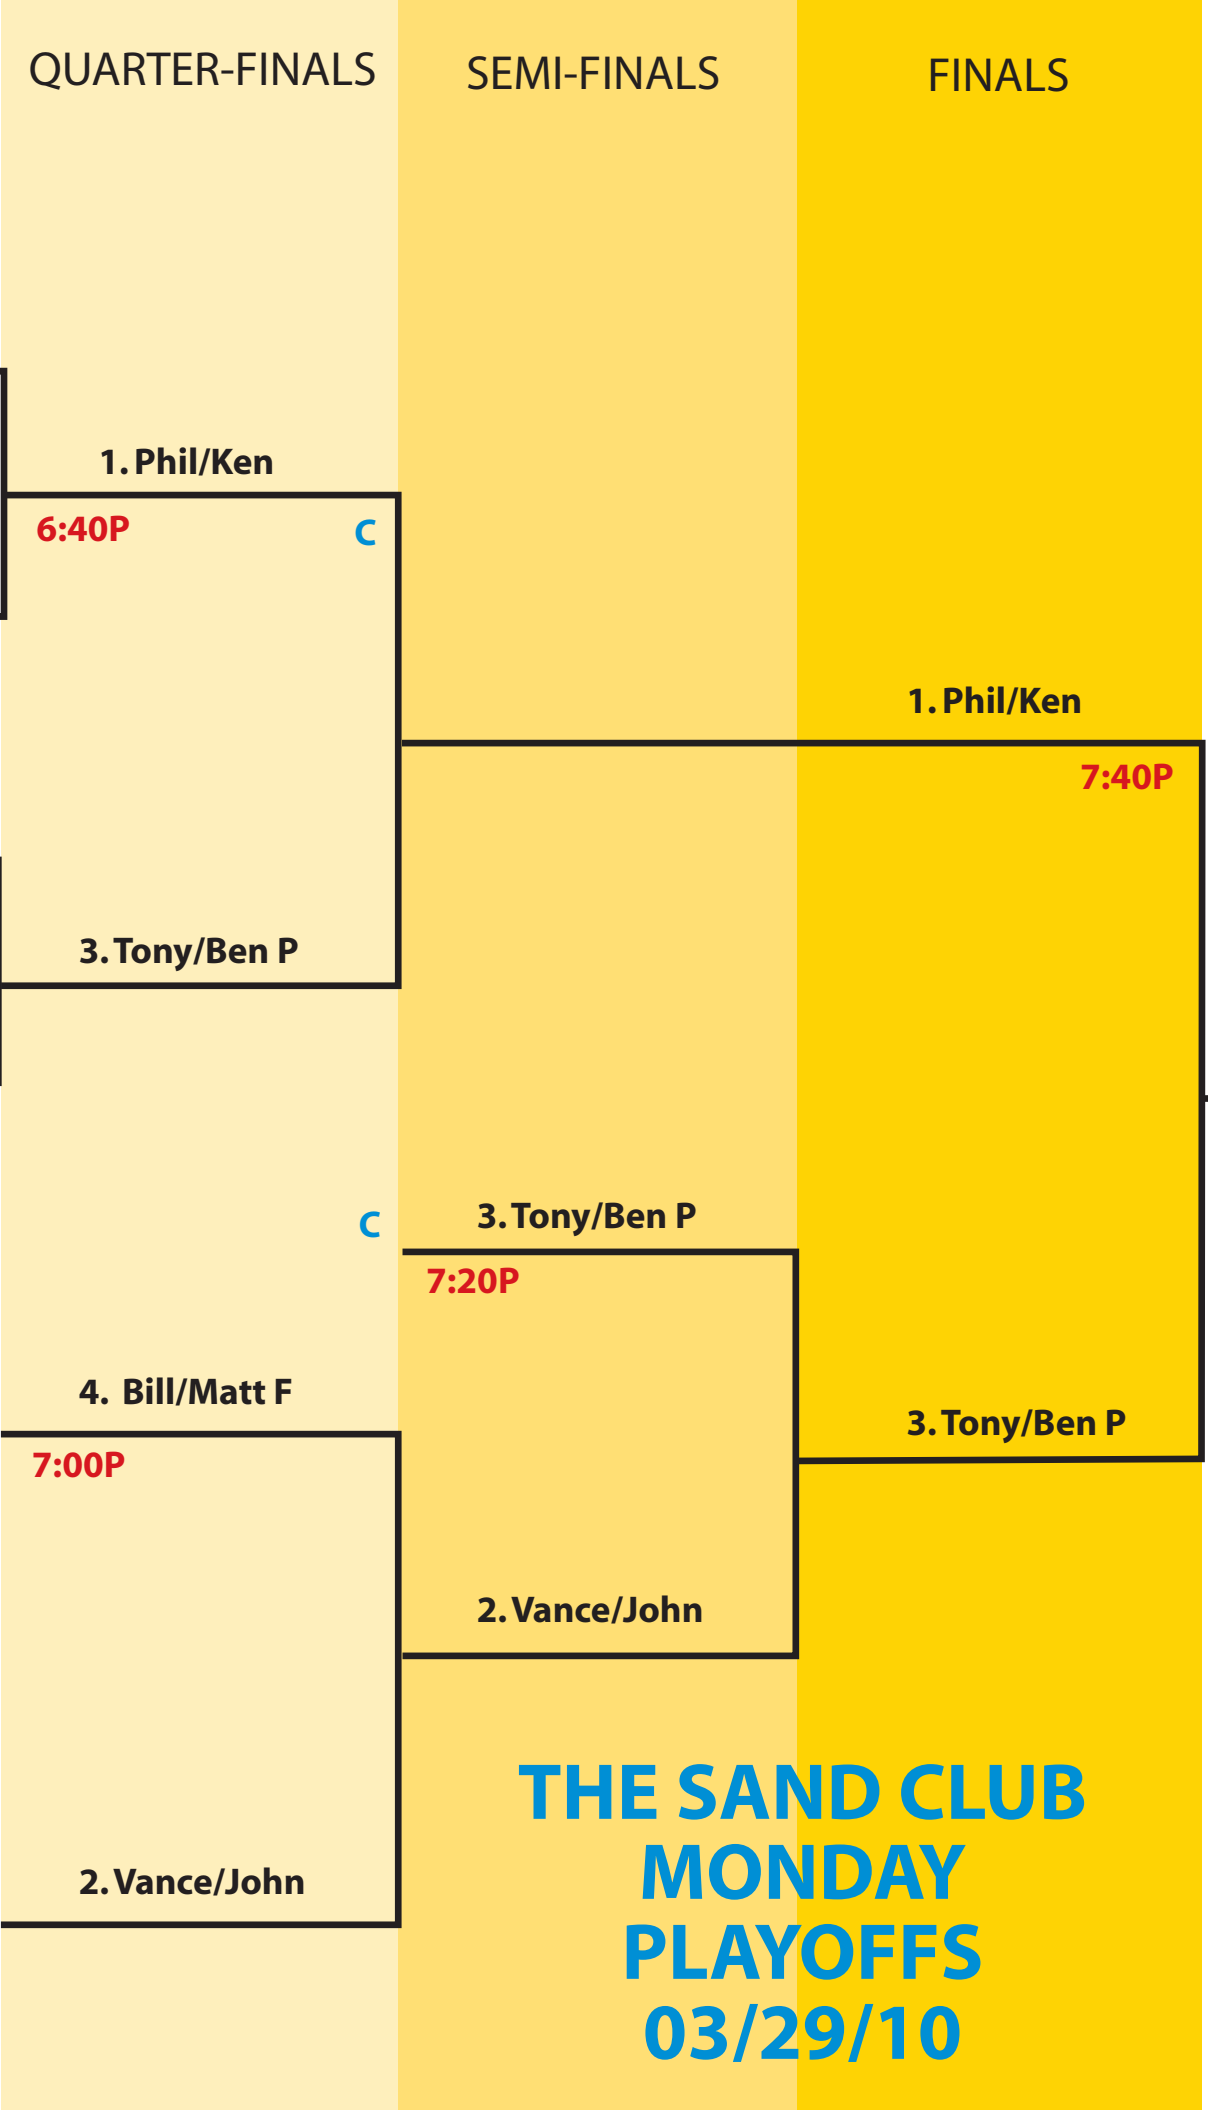 QUARTER-FINALS
SEMI-FINALS
FINALS
1. Phil/Ken
6:40P
C
1. Phil/Ken
7:40P
3. Tony/Ben P
C
3. Tony/Ben P
7:20P
4. Bill/Matt F
7:00P
3. Tony/Ben P
2. Vance/John
2. Vance/John
THE SAND CLUB
MONDAY
PLAYOFFS
03/29/10